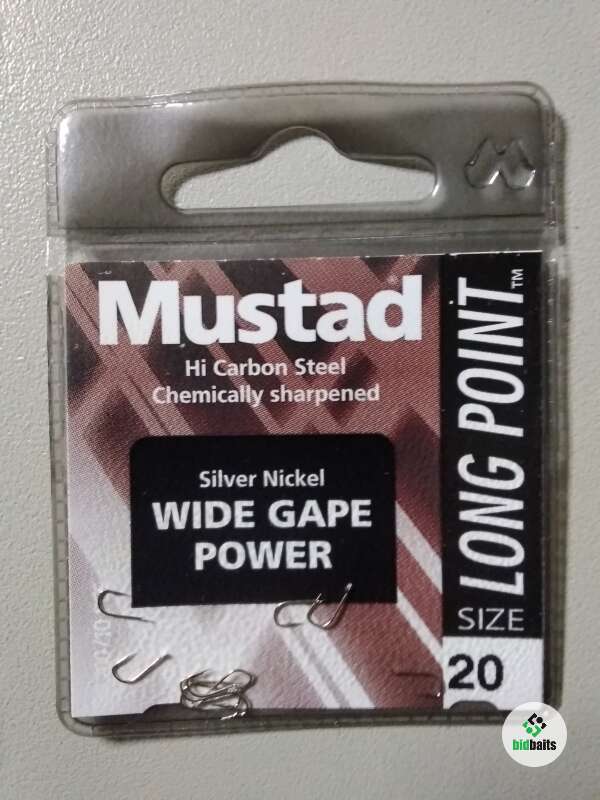 Mustad
Hi Carbon Steel
Chemically sharpened
Silver Nickel
WIDE GAPE
POWER
LONG POINT™
SIZE
20
bidbaits